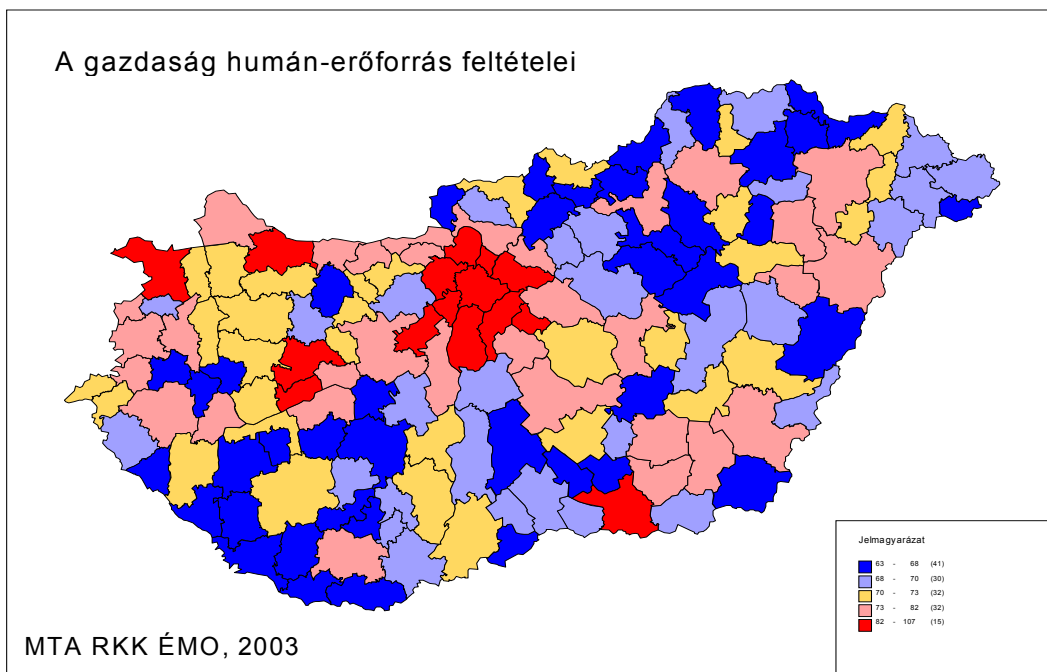 A gazdaság humán-erőforrás feltételei
Jelmagyarázat
63 - 68 (41)
68 - 70 (30)
70 - 73 (32)
73 - 82 (32)
82 - 107 (15)
MTA RKK ÉMO, 2003